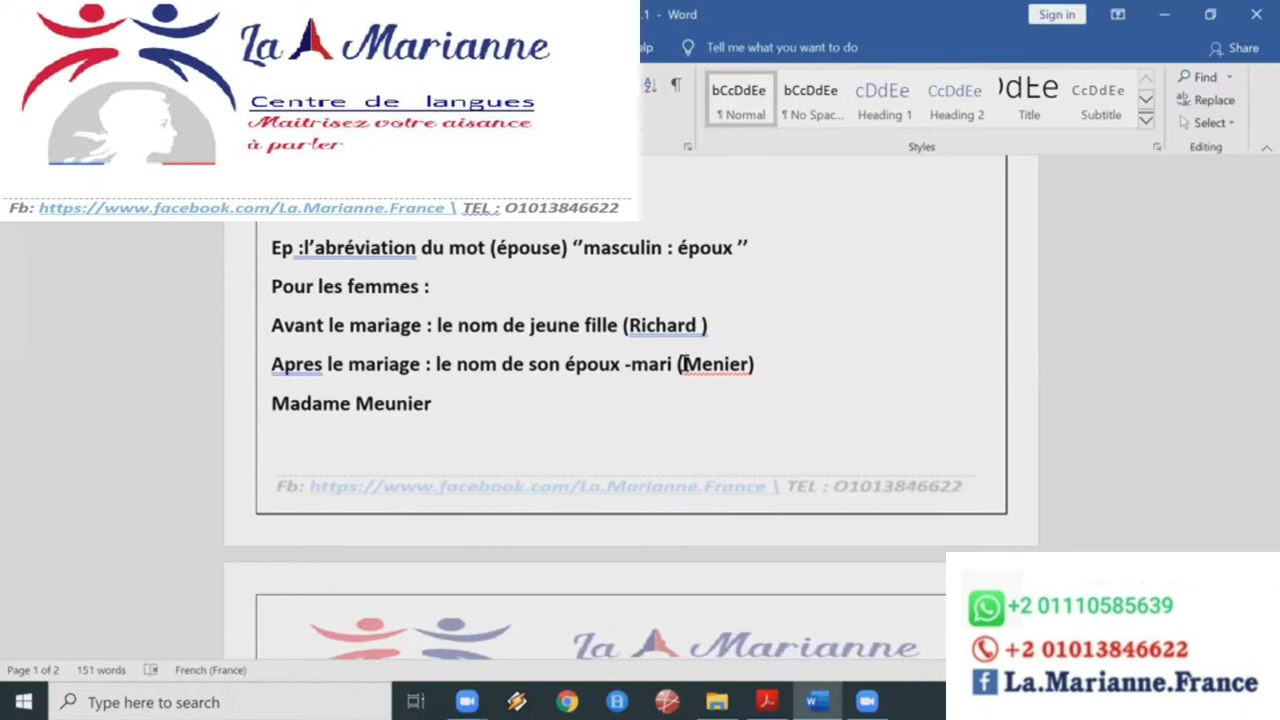 La Marianne
Centre de langues
Maitrisez votre aisance
à parler
Fb: https://www.facebook.com/La.Marianne.France \ TEL : O1013846622
.1 - Word
Sign in
lp
Tell me what you want to do
Share
bCcDdEe
¶ Normal
bCcDdEe
¶ No Spac...
cDdEe
Heading 1
CcDdEe
Heading 2
Title
CcDdEe
Subtitle
Styles
Find
Replace
Select
Editing
Ep :l’abréviation du mot (épouse) ‘’masculin : époux ’’
Pour les femmes :
Avant le mariage : le nom de jeune fille (Richard )
Apres le mariage : le nom de son époux -mari (Menier)
Madame Meunier
Fb: https://www.facebook.com/La.Marianne.France \ TEL : O1013846622
La Marianne
Page 1 of 2
151 words
French (France)
Type here to search
+2 01110585639
+2 01013846622
La.Marianne.France